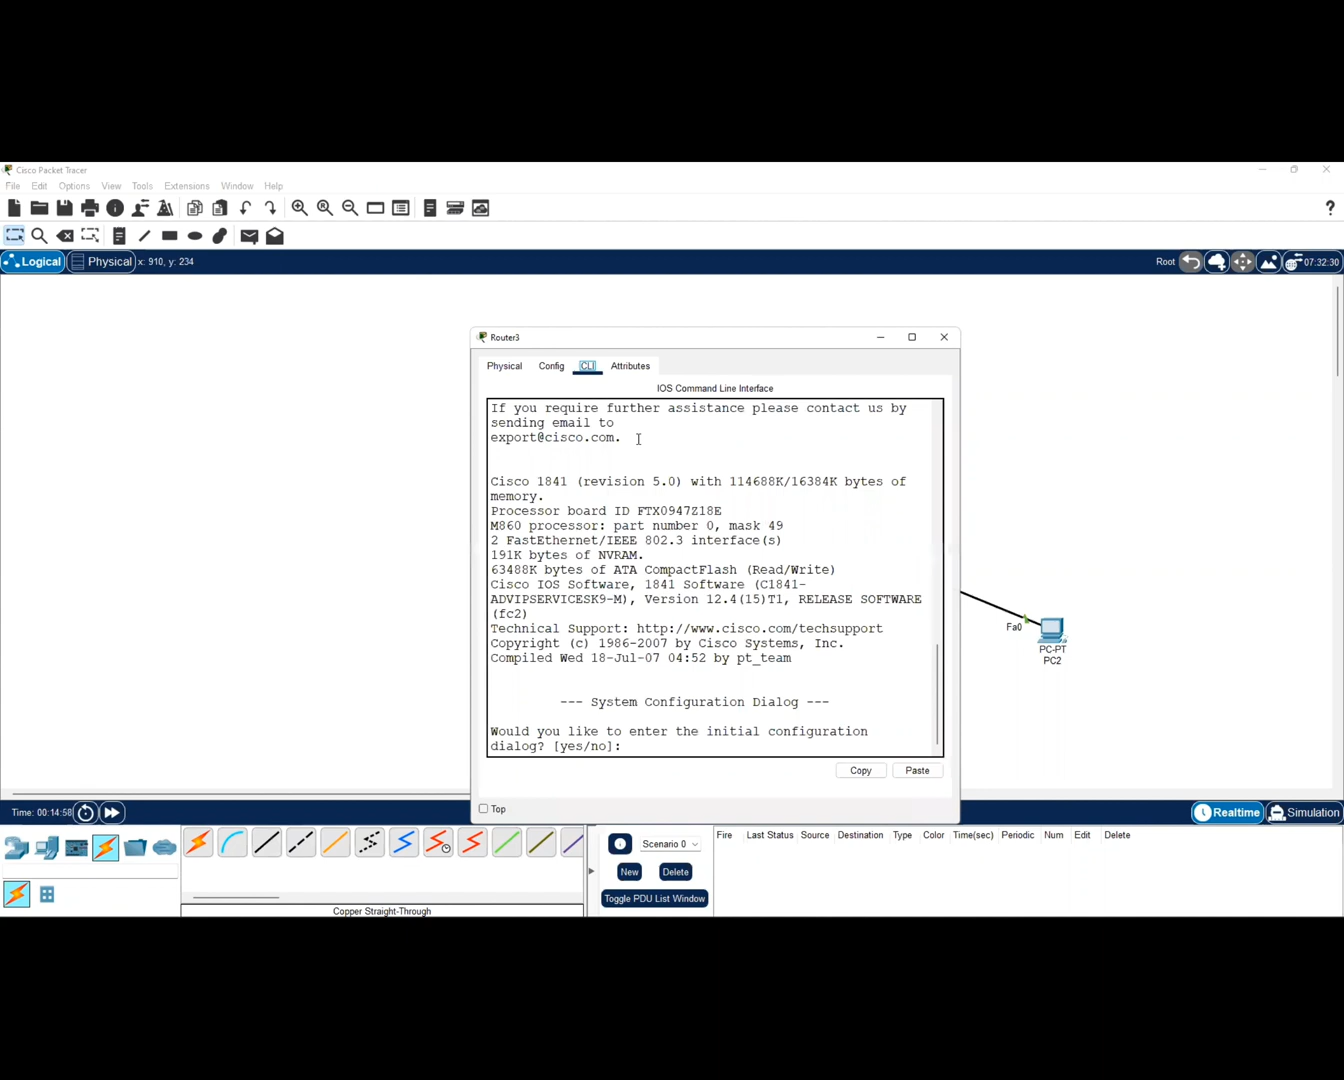 Cisco Packet Tracer
File Edit Options View Tools Extensions Window Help
?
Logical Physical x: 910, y: 234 Root 07:32:30
Router3
Physical Config CLI Attributes
IOS Command Line Interface
If you require further assistance please contact us by
sending email to
export@cisco.com.
Cisco 1841 (revision 5.0) with 114688K/16384K bytes of
memory.
Processor board ID FTX0947Z18E
M860 processor: part number 0, mask 49
2 FastEthernet/IEEE 802.3 interface(s)
191K bytes of NVRAM.
63488K bytes of ATA CompactFlash (Read/Write)
Cisco IOS Software, 1841 Software (C1841-
ADVIPSERVICESK9-M), Version 12.4(15)T1, RELEASE SOFTWARE
(fc2)
Technical Support: http://www.cisco.com/techsupport
Copyright (c) 1986-2007 by Cisco Systems, Inc.
Compiled Wed 18-Jul-07 04:52 by pt_team
--- System Configuration Dialog ---
Would you like to enter the initial configuration
dialog? [yes/no]:
Copy Paste
Top
Fa0
PC-PT
PC2
Time: 00:14:58 Realtime Simulation
Scenario 0
New Delete
Toggle PDU List Window
Fire Last Status Source Destination Type Color Time(sec) Periodic Num Edit Delete
Copper Straight-Through